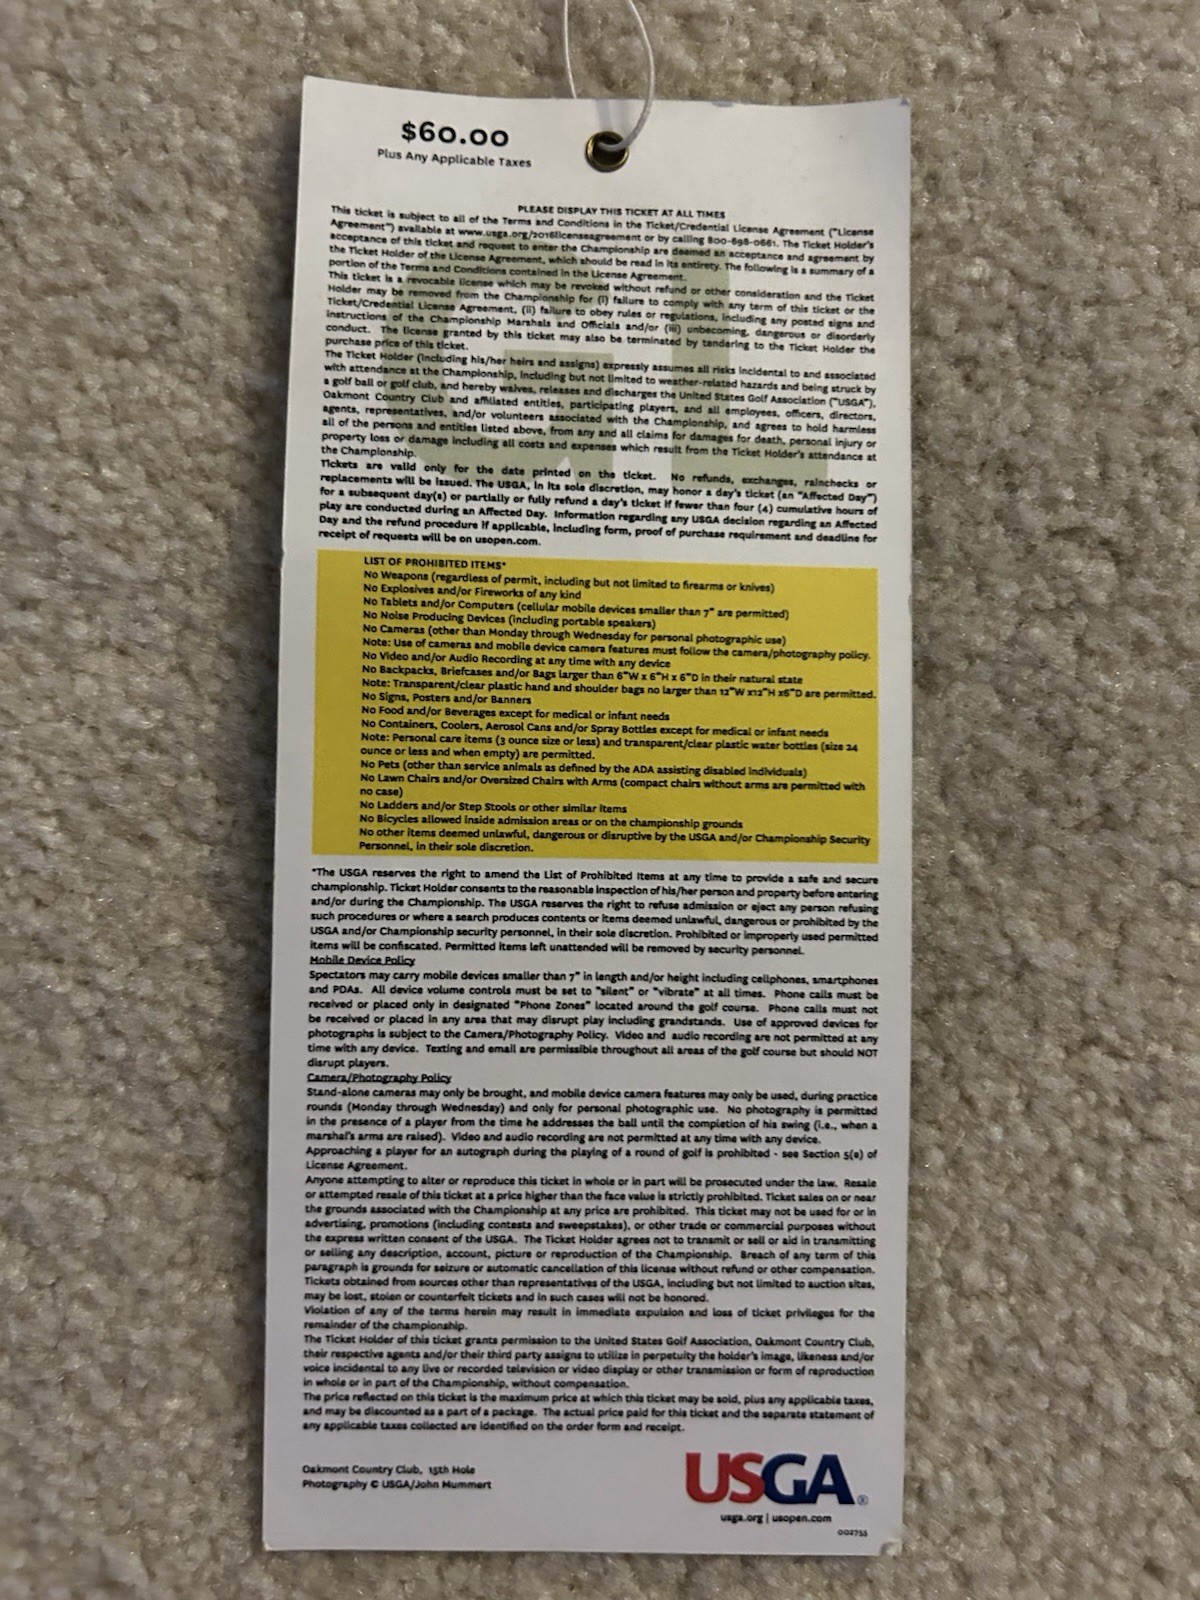 $60.00
Plus Any Applicable Taxes
PLEASE DISPLAY THIS TICKET AT ALL TIMES
This ticket is subject to all of the Terms and Conditions in the Ticket/Credential License Agreement ("License
Agreement") available at www.usga.org/2016licenseagreement or by calling 800-698-0661. The Ticket Holder's
acceptance of this ticket and request to enter the Championship are deemed an acceptance and agreement by
the Ticket Holder of the License Agreement, which should be read in its entirety. The following is a summary of a
portion of the Terms and Conditions contained in the License Agreement.
This ticket is a revocable license which may be revoked without refund or other consideration and the Ticket
Holder may be removed from the Championship for (i) failure to comply with any term of this ticket or the
Ticket/Credential License Agreement, (ii) failure to obey rules or regulations, including any posted signs and
instructions of the Championship Marshals and Officials and/or (iii) unbecoming, dangerous or disorderly
conduct. The license granted by this ticket may also be terminated by tendering to the Ticket Holder the
purchase price of this ticket.
The Ticket Holder (including his/her heirs and assigns) expressly assumes all risks incidental to and associated
with attendance at the Championship, including but not limited to weather-related hazards and being struck by
a golf ball or golf club, and hereby waives, releases and discharges the United States Golf Association ("USGA"),
Oakmont Country Club and affiliated entities, participating players, and all employees, officers, directors,
agents, representatives, and/or volunteers associated with the Championship, and agrees to hold harmless
all of the persons and entities listed above, from any and all claims for damages for death, personal injury or
property loss or damage including all costs and expenses which result from the Ticket Holder's attendance at
the Championship.
Tickets are valid only for the date printed on the ticket. No refunds, exchanges, rainchecks or
replacements will be issued. The USGA, in its sole discretion, may honor a day's ticket (an "Affected Day")
for a subsequent day(s) or partially or fully refund a day's ticket if fewer than four (4) cumulative hours of
play are conducted during an Affected Day. Information regarding any USGA decision regarding an Affected
Day and the refund procedure if applicable, including form, proof of purchase requirement and deadline for
receipt of requests will be on usopen.com.
LIST OF PROHIBITED ITEMS*
No Weapons (regardless of permit, including but not limited to firearms or knives)
No Explosives and/or Fireworks of any kind
No Tablets and/or Computers (cellular mobile devices smaller than 7" are permitted)
No Noise Producing Devices (including portable speakers)
No Cameras (other than Monday through Wednesday for personal photographic use)
Note: Use of cameras and mobile device camera features must follow the camera/photography policy.
No Video and/or Audio Recording at any time with any device
No Backpacks, Briefcases and/or Bags larger than 6"W x 6"H x 6"D in their natural state
Note: Transparent/clear plastic hand and shoulder bags no larger than 12"W x12"H x6"D are permitted.
No Signs, Posters and/or Banners
No Food and/or Beverages except for medical or infant needs
No Containers, Coolers, Aerosol Cans and/or Spray Bottles except for medical or infant needs
Note: Personal care items (3 ounce size or less) and transparent/clear plastic water bottles (size 24
ounce or less and when empty) are permitted.
No Pets (other than service animals as defined by the ADA assisting disabled individuals)
No Lawn Chairs and/or Oversized Chairs with Arms (compact chairs without arms are permitted with
no case)
No Ladders and/or Step Stools or other similar items
No Bicycles allowed inside admission areas or on the championship grounds
No other items deemed unlawful, dangerous or disruptive by the USGA and/or Championship Security
Personnel, in their sole discretion.
*The USGA reserves the right to amend the List of Prohibited Items at any time to provide a safe and secure
championship. Ticket Holder consents to the reasonable inspection of his/her person and property before entering
and/or during the Championship. The USGA reserves the right to refuse admission or eject any person refusing
such procedures or where a search produces contents or items deemed unlawful, dangerous or prohibited by the
USGA and/or Championship security personnel, in their sole discretion. Prohibited or improperly used permitted
items will be confiscated. Permitted items left unattended will be removed by security personnel.
Mobile Device Policy
Spectators may carry mobile devices smaller than 7" in length and/or height including cellphones, smartphones
and PDAs. All device volume controls must be set to "silent" or "vibrate" at all times. Phone calls must be
received or placed only in designated "Phone Zones" located around the golf course. Phone calls must not
be received or placed in any area that may disrupt play including grandstands. Use of approved devices for
photographs is subject to the Camera/Photography Policy. Video and audio recording are not permitted at any
time with any device. Texting and email are permissible throughout all areas of the golf course but should NOT
disrupt players.
Camera/Photography Policy
Stand-alone cameras may only be brought, and mobile device camera features may only be used, during practice
rounds (Monday through Wednesday) and only for personal photographic use. No photography is permitted
in the presence of a player from the time he addresses the ball until the completion of his swing (i.e., when a
marshal's arms are raised). Video and audio recording are not permitted at any time with any device.
Approaching a player for an autograph during the playing of a round of golf is prohibited - see Section 5(e) of
License Agreement.
Anyone attempting to alter or reproduce this ticket in whole or in part will be prosecuted under the law. Resale
or attempted resale of this ticket at a price higher than the face value is strictly prohibited. Ticket sales on or near
the grounds associated with the Championship at any price are prohibited. This ticket may not be used for or in
advertising, promotions (including contests and sweepstakes), or other trade or commercial purposes without
the express written consent of the USGA. The Ticket Holder agrees not to transmit or sell or aid in transmitting
or selling any description, account, picture or reproduction of the Championship. Breach of any term of this
paragraph is grounds for seizure or automatic cancellation of this license without refund or other compensation.
Tickets obtained from sources other than representatives of the USGA, including but not limited to auction sites,
may be lost, stolen or counterfeit tickets and in such cases will not be honored.
Violation of any of the terms herein may result in immediate expulsion and loss of ticket privileges for the
remainder of the championship.
The Ticket Holder of this ticket grants permission to the United States Golf Association, Oakmont Country Club,
their respective agents and/or their third party assigns to utilize in perpetuity the holder's image, likeness and/or
voice incidental to any live or recorded television or video display or other transmission or form of reproduction
in whole or in part of the Championship, without compensation.
The price reflected on this ticket is the maximum price at which this ticket may be sold, plus any applicable taxes,
and may be discounted as a part of a package. The actual price paid for this ticket and the separate statement of
any applicable taxes collected are identified on the order form and receipt.
Oakmont Country Club, 15th Hole
Photography © USGA/John Mummert
USGA®
usga.org | usopen.com
002755